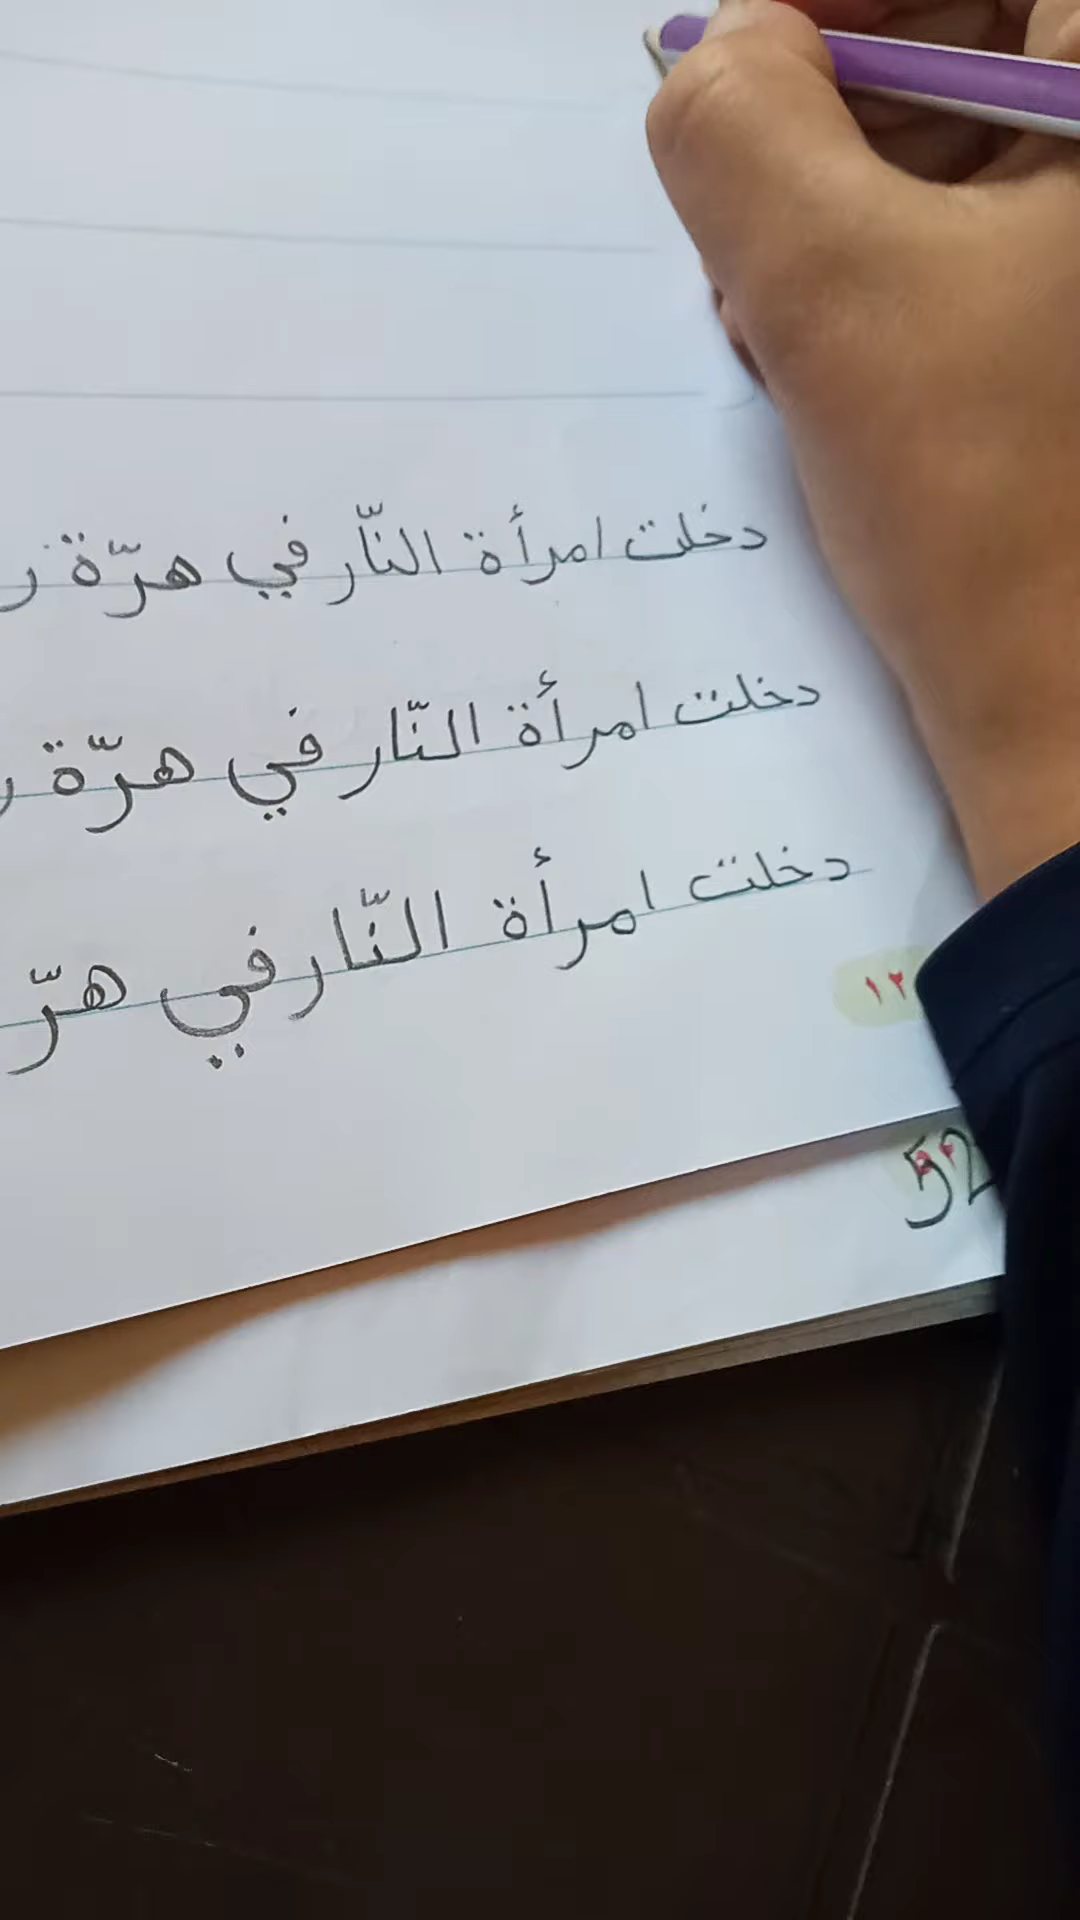 دخلت امرأة النّار في هرّة ر
دخلت امرأة النّار في هرّة ر
دخلت امرأة النّار في هرّ
١٢
52